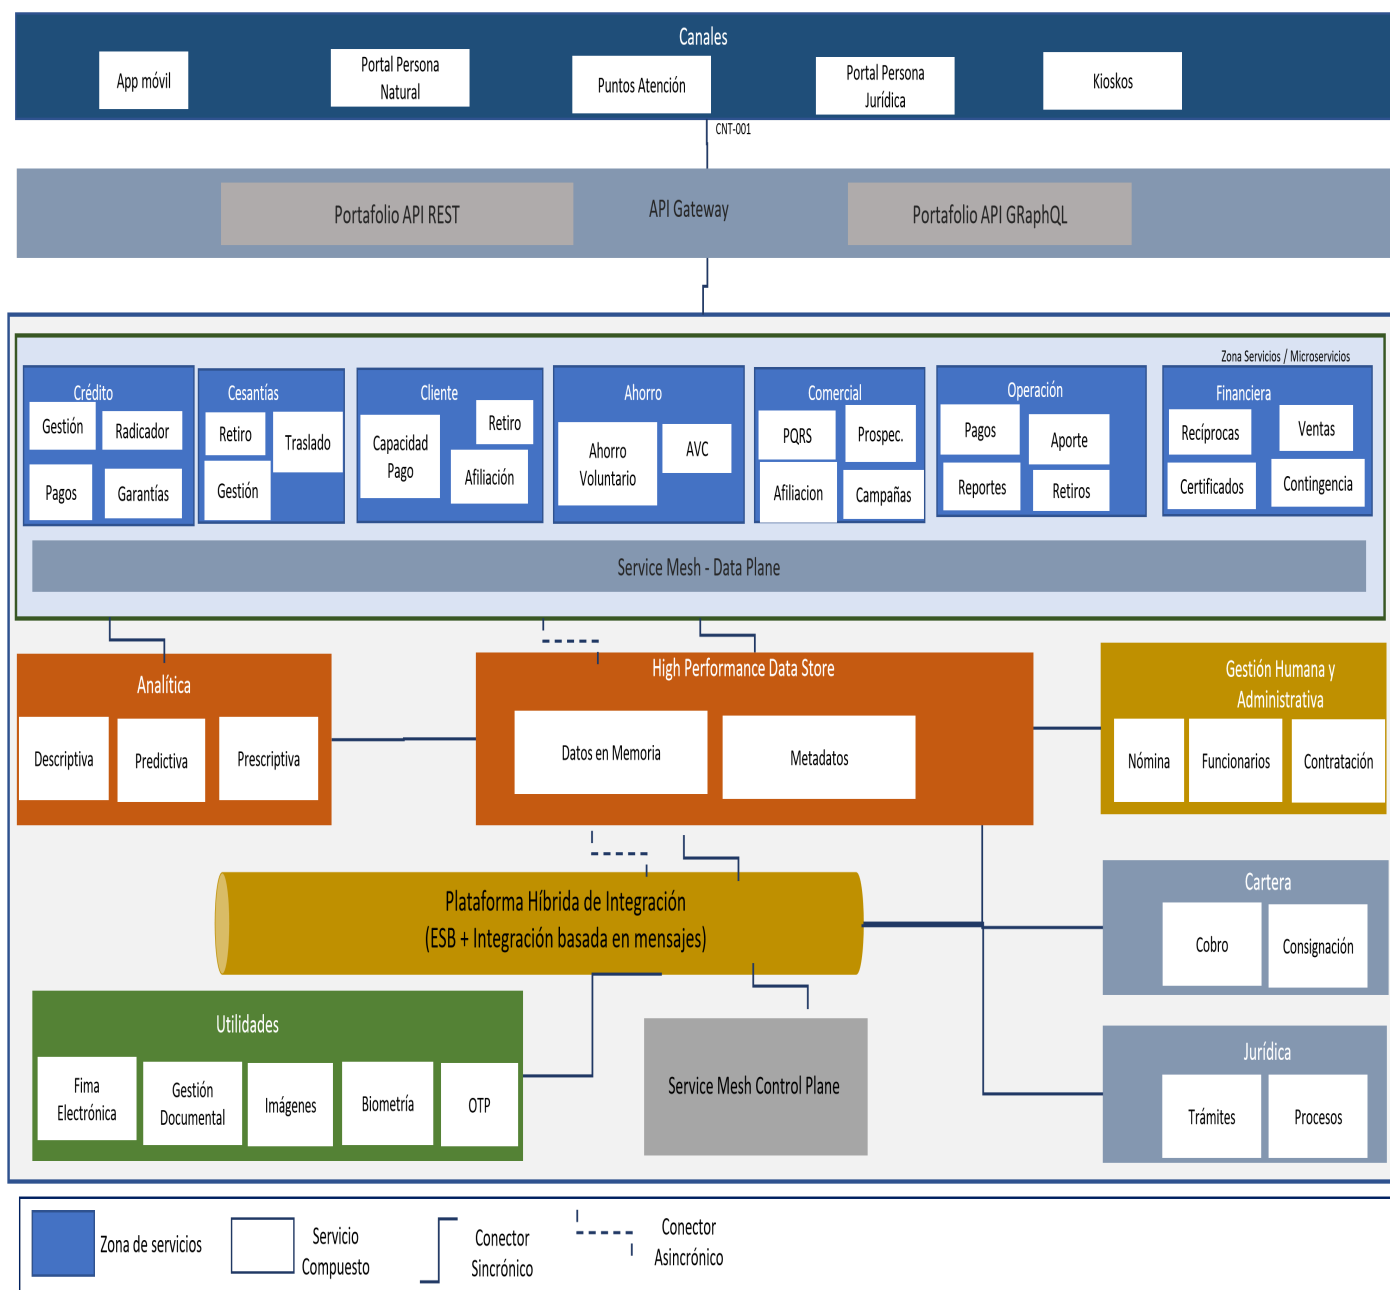 Canales
App móvil
Portal Persona
Natural
Puntos Atención
Portal Persona
Jurídica
Kioskos
CNT-001
Portafolio API REST
API Gateway
Portafolio API GRaphQL
Zona Servicios / Microservicios
Crédito
Gestión
Radicador
Pagos
Garantías
Cesantías
Retiro
Traslado
Gestión
Cliente
Capacidad
Pago
Retiro
Afiliación
Ahorro
Ahorro
Voluntario
AVC
Comercial
PQRS
Prospec.
Afiliacion
Campañas
Operación
Pagos
Aporte
Reportes
Retiros
Financiera
Recíprocas
Ventas
Certificados
Contingencia
Service Mesh - Data Plane
Analítica
Descriptiva
Predictiva
Prescriptiva
High Performance Data Store
Datos en Memoria
Metadatos
Gestión Humana y
Administrativa
Nómina
Funcionarios
Contratación
Plataforma Híbrida de Integración
(ESB + Integración basada en mensajes)
Cartera
Cobro
Consignación
Utilidades
Fima
Electrónica
Gestión
Documental
Imágenes
Biometría
OTP
Service Mesh Control Plane
Jurídica
Trámites
Procesos
Zona de servicios
Servicio
Compuesto
Conector
Sincrónico
Conector
Asincrónico